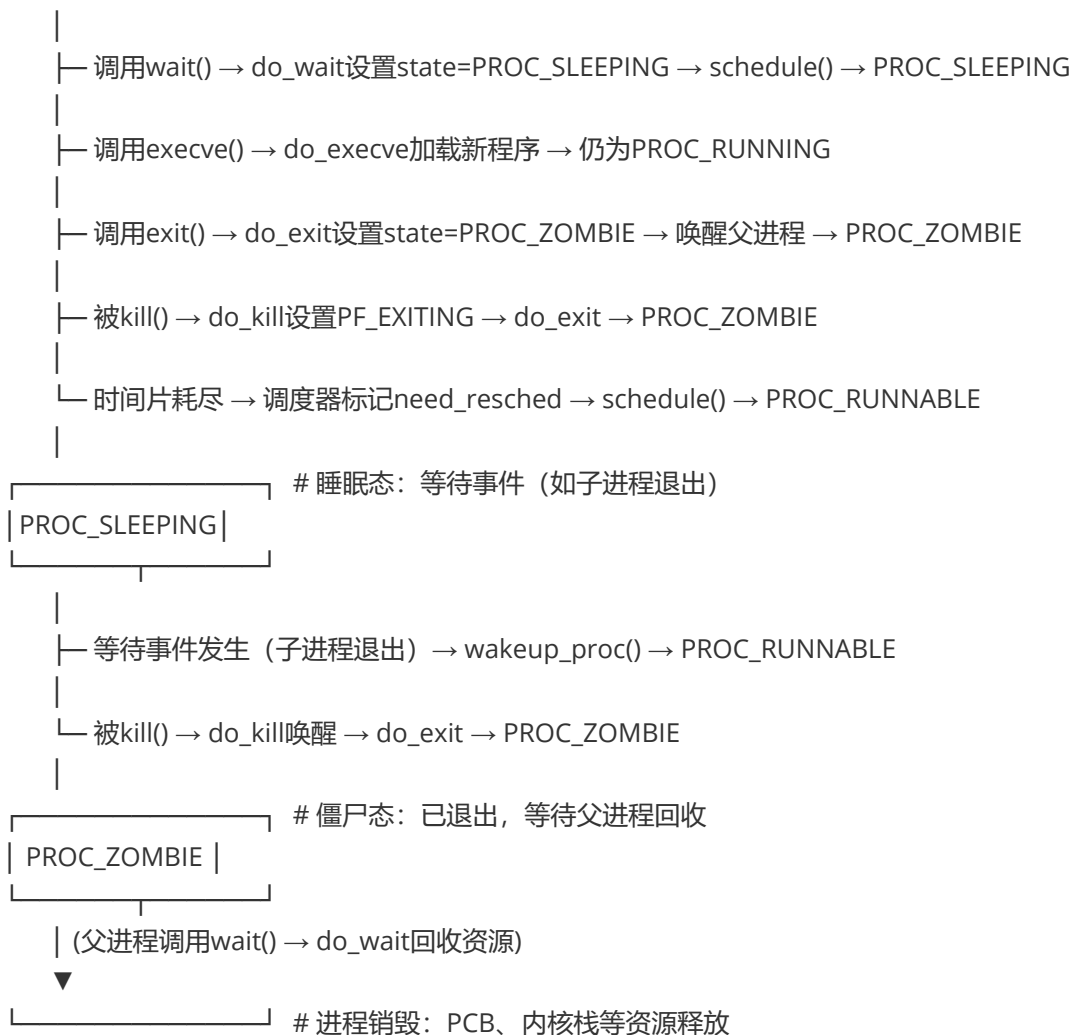 │
├─ 调用wait() → do_wait设置state=PROC_SLEEPING → schedule() → PROC_SLEEPING
│
├─ 调用execve() → do_execve加载新程序 → 仍为PROC_RUNNING
│
├─ 调用exit() → do_exit设置state=PROC_ZOMBIE → 唤醒父进程 → PROC_ZOMBIE
│
├─ 被kill() → do_kill设置PF_EXITING → do_exit → PROC_ZOMBIE
│
└─ 时间片耗尽 → 调度器标记need_resched → schedule() → PROC_RUNNABLE
│
┌─────────────┐ # 睡眠态：等待事件（如子进程退出）
│PROC_SLEEPING│
└──────┬──────┘
│
├─ 等待事件发生（子进程退出）→ wakeup_proc() → PROC_RUNNABLE
│
└─ 被kill() → do_kill唤醒 → do_exit → PROC_ZOMBIE
│
┌─────────────┐ # 僵尸态：已退出，等待父进程回收
│ PROC_ZOMBIE │
└──────┬──────┘
│ (父进程调用wait() → do_wait回收资源)
▼
└─────────────┘ # 进程销毁：PCB、内核栈等资源释放